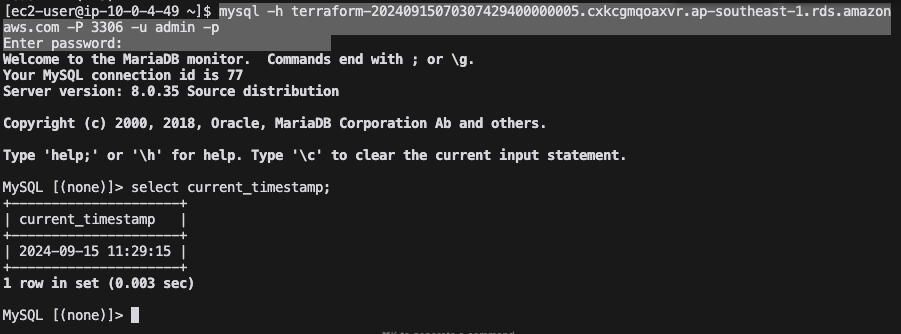 [ec2-user@ip-10-0-4-49 ~]$ mysql -h terraform-20240915070307429400000005.cxkcgmqoaxvr.ap-southeast-1.rds.amazon
aws.com -P 3306 -u admin -p
Enter password:
Welcome to the MariaDB monitor.  Commands end with ; or \g.
Your MySQL connection id is 77
Server version: 8.0.35 Source distribution
Copyright (c) 2000, 2018, Oracle, MariaDB Corporation Ab and others.
Type 'help;' or '\h' for help. Type '\c' to clear the current input statement.
MySQL [(none)]> select current_timestamp;
+---------------------+
| current_timestamp   |
+---------------------+
| 2024-09-15 11:29:15 |
+---------------------+
1 row in set (0.003 sec)
MySQL [(none)]>